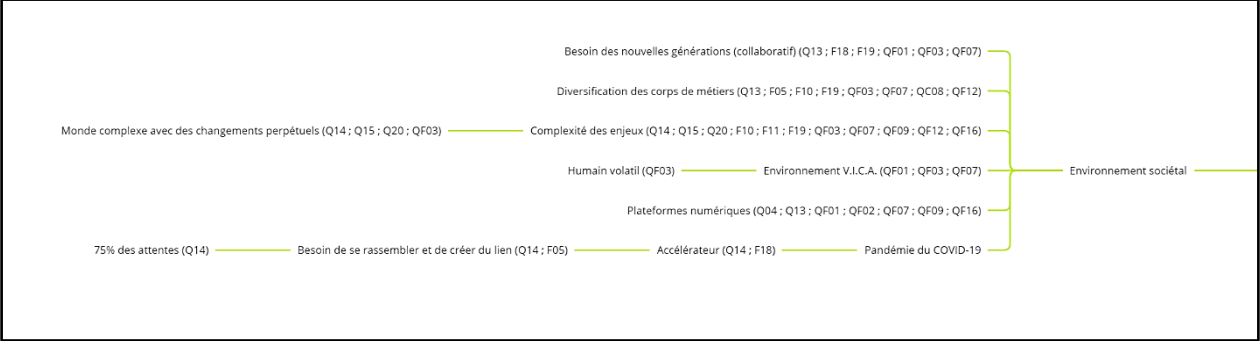 Besoin des nouvelles générations (collaboratif) (Q13 ; F18 ; F19 ; QF01 ; QF03 ; QF07)
Diversification des corps de métiers (Q13 ; F05 ; F10 ; F19 ; QF03 ; QF07 ; QC08 ; QF12)
Monde complexe avec des changements perpétuels (Q14 ; Q15 ; Q20 ; QF03)
Complexité des enjeux (Q14 ; Q15 ; Q20 ; F10 ; F11 ; F19 ; QF03 ; QF07 ; QF09 ; QF12 ; QF16)
Humain volatil (QF03)
Environnement V.I.C.A. (QF01 ; QF03 ; QF07)
Environnement sociétal
Plateformes numériques (Q04 ; Q13 ; QF01 ; QF02 ; QF07 ; QF09 ; QF16)
75% des attentes (Q14)
Besoin de se rassembler et de créer du lien (Q14 ; F05)
Accélérateur (Q14 ; F18)
Pandémie du COVID-19